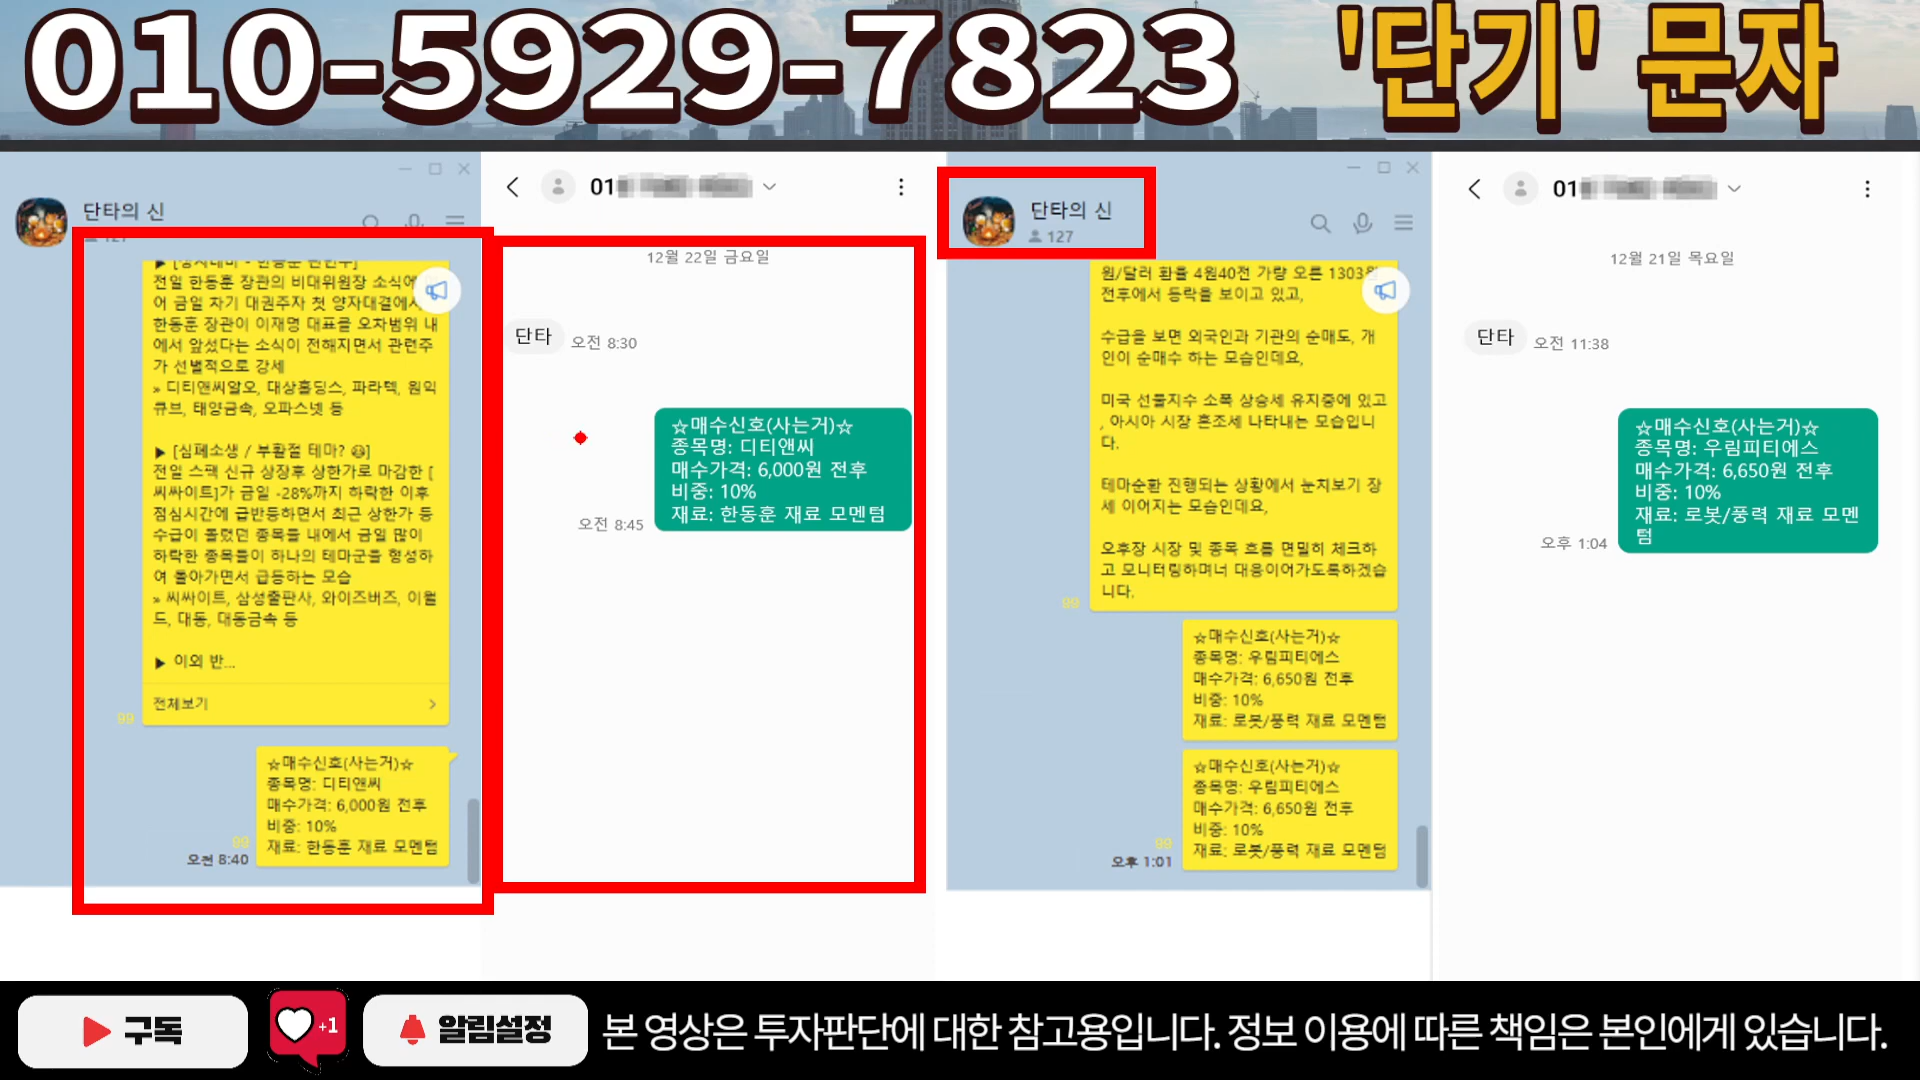 010-5929-7823 '단기' 문자
단타의 신
127
▶ [정치테마 - 한동훈 관련주]
전일 한동훈 장관의 비대위원장 소식에
어 금일 차기 대권주자 첫 양자대결에서
한동훈 장관이 이재명 대표를 오차범위 내
에서 앞섰다는 소식이 전해지면서 관련주
가 선별적으로 강세
» 디티앤씨알오, 대상홀딩스, 파라텍, 원익
큐브, 태양금속, 오파스넷 등
▶ [심폐소생 / 부활절 테마? 😂]
전일 스팩 신규 상장후 상한가로 마감한 [
씨싸이트]가 금일 -28%까지 하락한 이후
점심시간에 급반등하면서 최근 상한가 등
수급이 몰렸던 종목들 내에서 금일 많이
하락한 종목들이 하나의 테마군을 형성하
여 돌아가면서 급등하는 모습
» 씨싸이트, 삼성출판사, 와이즈버즈, 이월
드, 대동, 대동금속 등
▶ 이외 반...
전체보기
99
☆매수신호(사는거)☆
종목명: 디티앤씨
매수가격: 6,000원 전후
비중: 10%
재료: 한동훈 재료 모멘텀
99
오전 8:40
01
12월 22일 금요일
단타
오전 8:30
☆매수신호(사는거)☆
종목명: 디티앤씨
매수가격: 6,000원 전후
비중: 10%
재료: 한동훈 재료 모멘텀
오전 8:45
단타의 신
127
원/달러 환율 4원40전 가량 오른 1303원
전후에서 등락을 보이고 있고,
수급을 보면 외국인과 기관의 순매도, 개
인이 순매수 하는 모습인데요,
미국 선물지수 소폭 상승세 유지중에 있고
, 아시아 시장 혼조세 나타내는 모습입니
다.
테마순환 진행되는 상황에서 눈치보기 장
세 이어지는 모습인데요,
오후장 시장 및 종목 흐름 면밀히 체크하
고 모니터링하며너 대응이어가도록하겠습
니다.
99
☆매수신호(사는거)☆
종목명: 우림피티에스
매수가격: 6,650원 전후
비중: 10%
재료: 로봇/풍력 재료 모멘텀
☆매수신호(사는거)☆
종목명: 우림피티에스
매수가격: 6,650원 전후
비중: 10%
재료: 로봇/풍력 재료 모멘텀
99
오후 1:01
01
12월 21일 목요일
단타
오전 11:38
☆매수신호(사는거)☆
종목명: 우림피티에스
매수가격: 6,650원 전후
비중: 10%
재료: 로봇/풍력 재료 모멘
텀
오후 1:04
구독
+1
알림설정
본 영상은 투자판단에 대한 참고용입니다. 정보 이용에 따른 책임은 본인에게 있습니다.